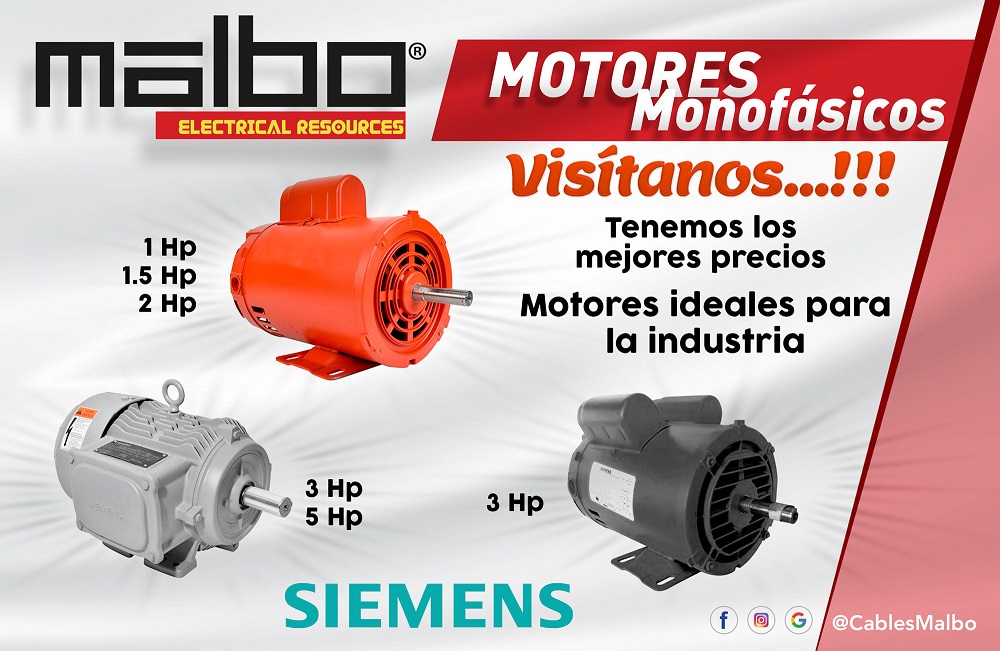 malbo®
ELECTRICAL RESOURCES
MOTORES
Monofásicos
Visítanos...!!!
Tenemos los
mejores precios
Motores ideales para
la industria
1 Hp
1.5 Hp
2 Hp
3 Hp
5 Hp
3 Hp
SIEMENS
@CablesMalbo